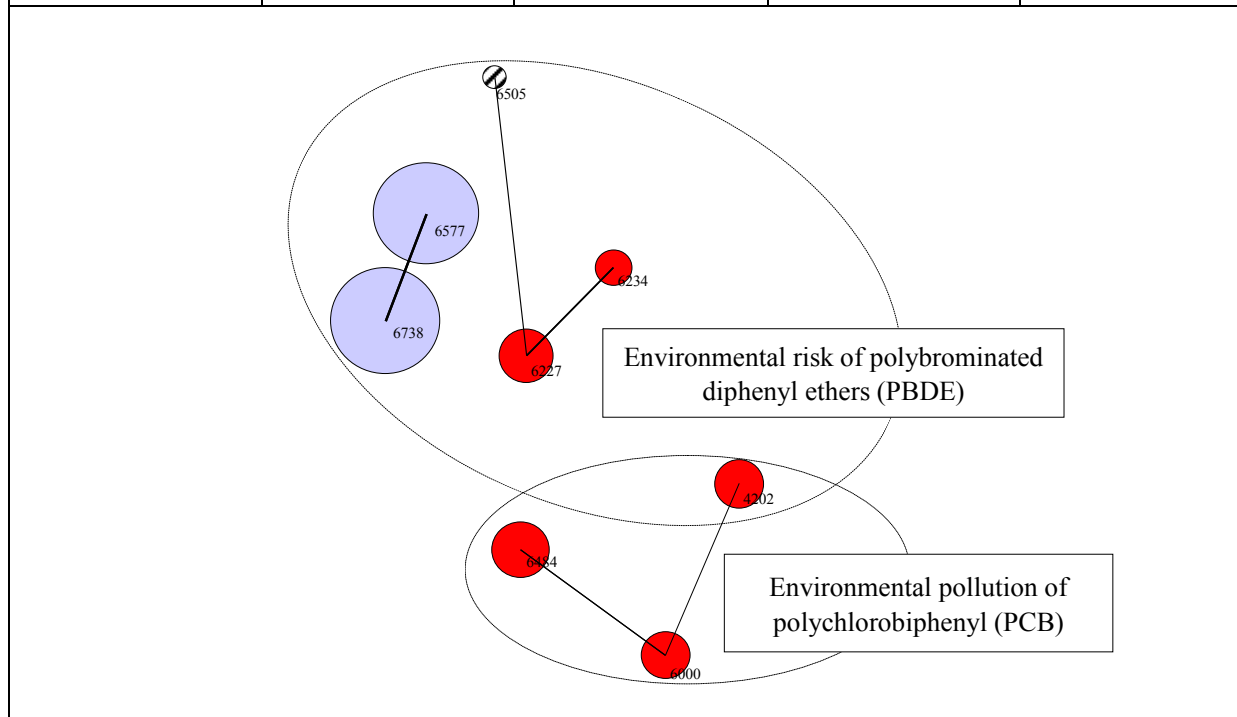 6505
6577
6234
6738
6227
Environmental risk of polybrominated
diphenyl ethers (PBDE)
4202
6484
Environmental pollution of
polychlorobiphenyl (PCB)
6000